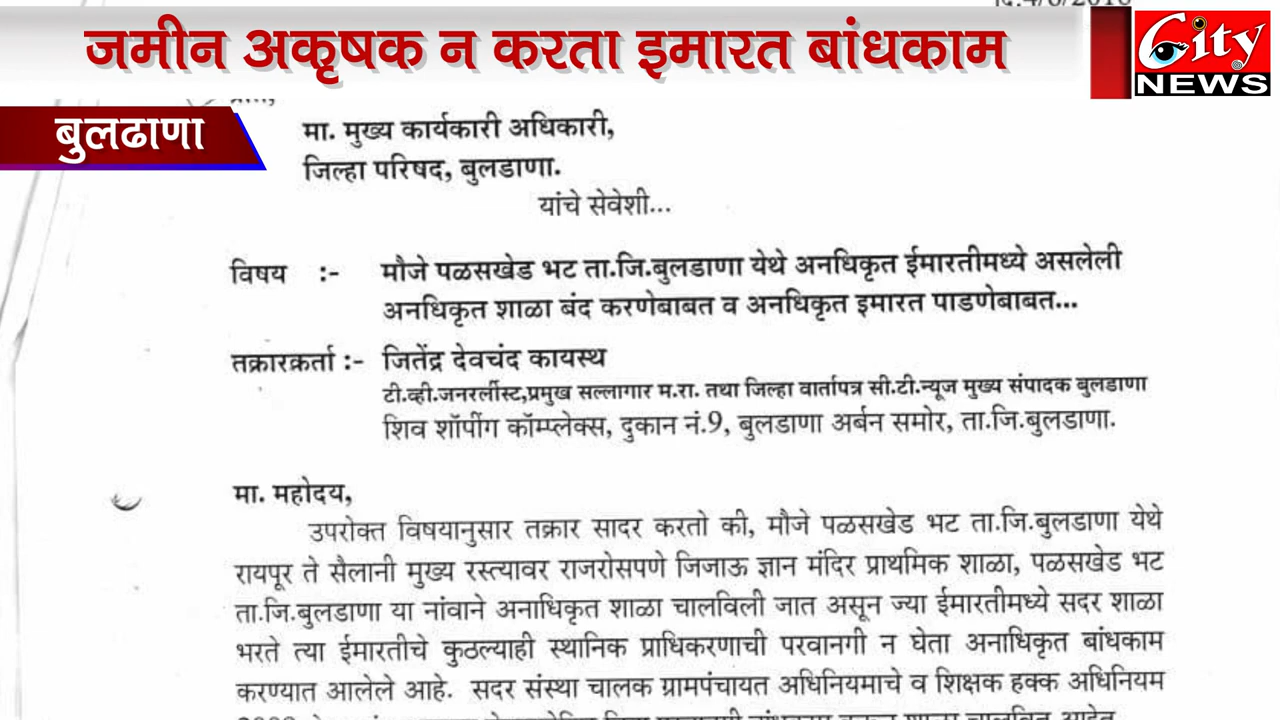 जमीन अकृषक न करता इमारत बांधकाम
City
NEWS
बुलढाणा
मा. मुख्य कार्यकारी अधिकारी,
जिल्हा परिषद, बुलडाणा.
यांचे सेवेशी...
विषय :- मौजे पळसखेड भट ता.जि.बुलडाणा येथे अनधिकृत ईमारतीमध्ये असलेली
अनधिकृत शाळा बंद करणेबाबत व अनधिकृत इमारत पाडणेबाबत...
तक्रारकर्ता :- जितेंद्र देवचंद कायस्थ
टी.व्ही.जनरर्लीस्ट,प्रमुख सल्लागार म.रा. तथा जिल्हा वार्तापत्र सी.टी.न्यूज मुख्य संपादक बुलडाणा
शिव शॉर्पीग कॉम्प्लेक्स, दुकान नं.9, बुलडाणा अर्बन समोर, ता.जि.बुलडाणा.
मा. महोदय,
उपरोक्त विषयानुसार तक्रार सादर करतो की, मौजे पळसखेड भट ता.जि.बुलडाणा येथे
रायपूर ते सैलानी मुख्य रस्त्यावर राजरोसपणे जिजाऊ ज्ञान मंदिर प्राथमिक शाळा, पळसखेड भट
ता.जि.बुलडाणा या नांवाने अनाधिकृत शाळा चालविली जात असून ज्या ईमारतीमध्ये सदर शाळा
भरते त्या ईमारतीचे कुठल्याही स्थानिक प्राधिकरणाची परवानगी न घेता अनाधिकृत बांधकाम
करण्यात आलेले आहे. सदर संस्था चालक ग्रामपंचायत अधिनियमाचे व शिक्षक हक्क अधिनियम